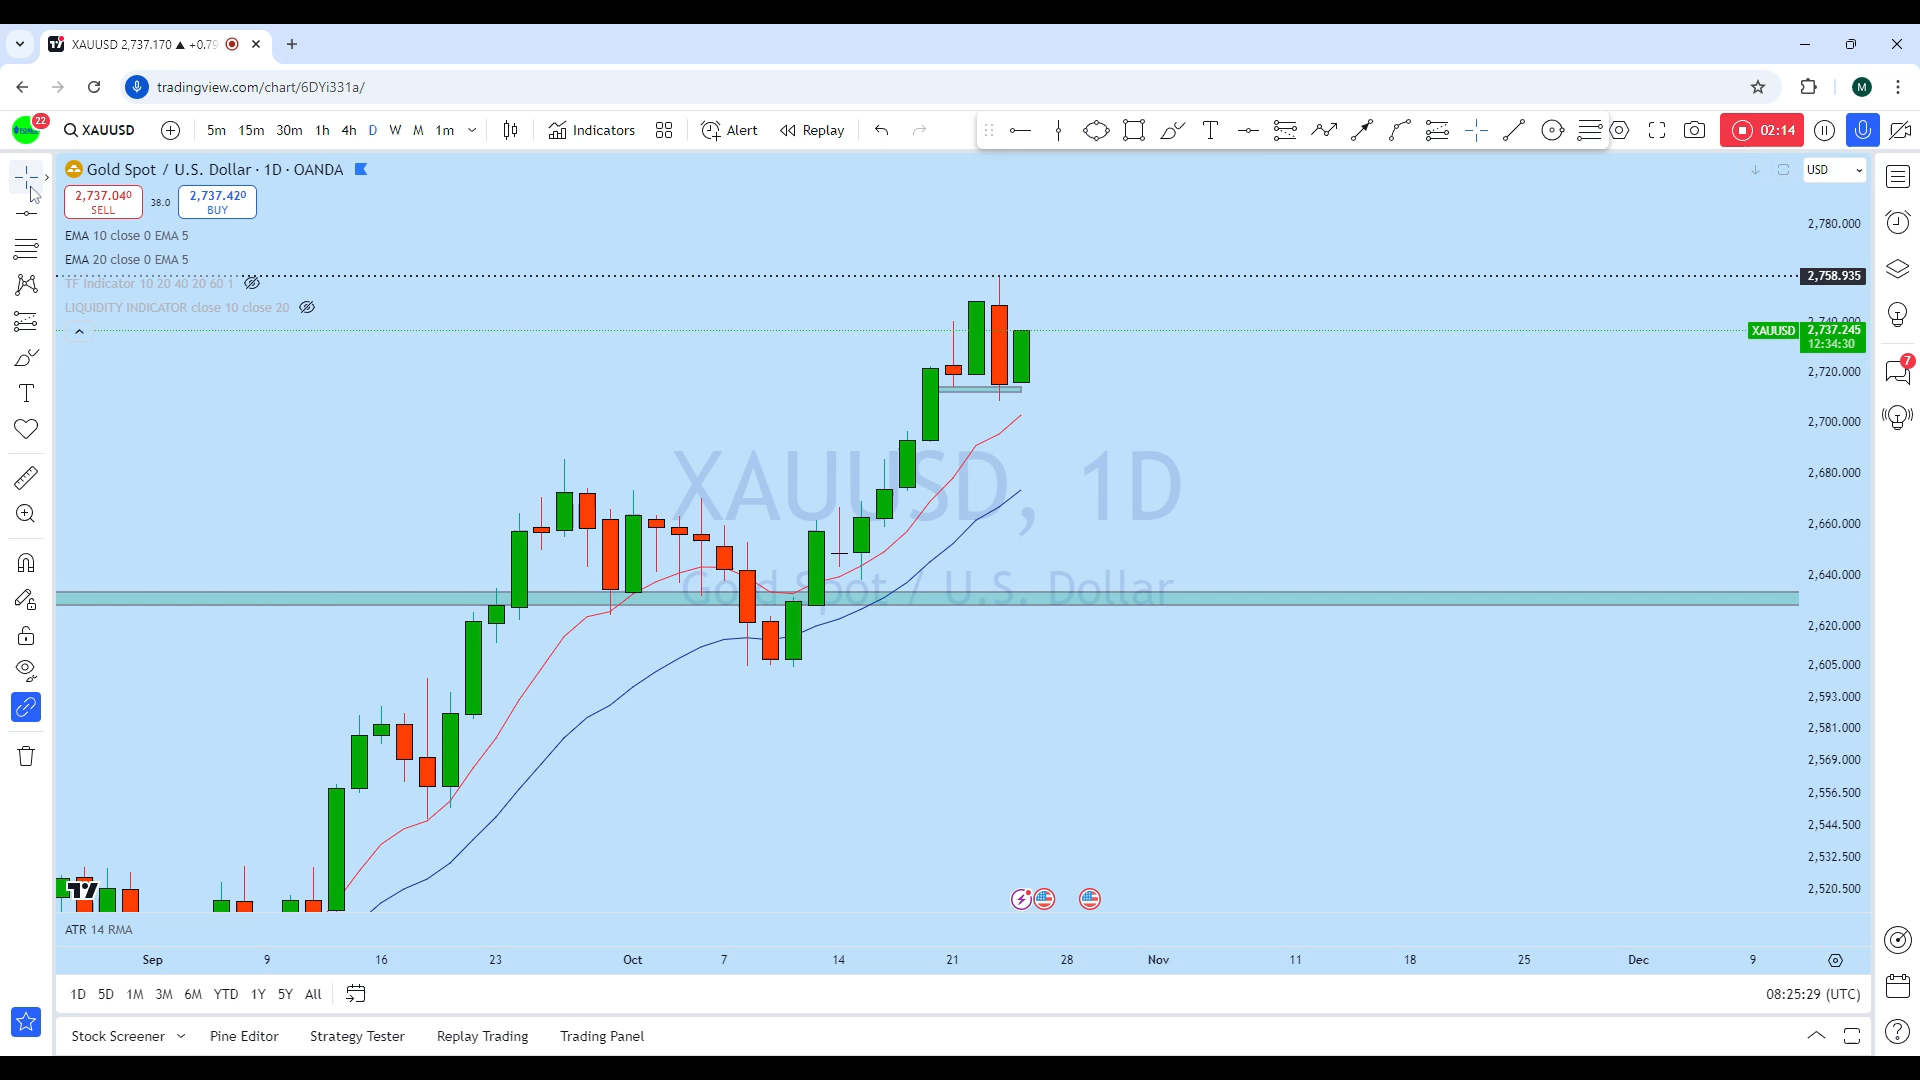 XAUUSD 2,737.170 ▲ +0.79
tradingview.com/chart/6DYi331a/
22
XAUUSD 5m 15m 30m 1h 4h D W M 1m Indicators Alert Replay 02:14
Gold Spot / U.S. Dollar · 1D · OANDA
USD
2,737.040 SELL 38.0 2,737.420 BUY
EMA 10 close 0 EMA 5
EMA 20 close 0 EMA 5
TF Indicator 10 20 40 20 60 1
LIQUIDITY INDICATOR close 10 close 20
2,780.000
2,758.935
2,740.000
XAUUSD 2,737.245
12:34:30
2,720.000
2,700.000
2,680.000
2,660.000
2,640.000
2,620.000
2,605.000
2,593.000
2,581.000
2,569.000
2,556.500
2,544.500
2,532.500
2,520.500
7
XAUUSD, 1D
Gold Spot / U.S. Dollar
ATR 14 RMA
Sep 9 16 23 Oct 7 14 21 28 Nov 11 18 25 Dec 9
1D 5D 1M 3M 6M YTD 1Y 5Y All
08:25:29 (UTC)
Stock Screener Pine Editor Strategy Tester Replay Trading Trading Panel
M